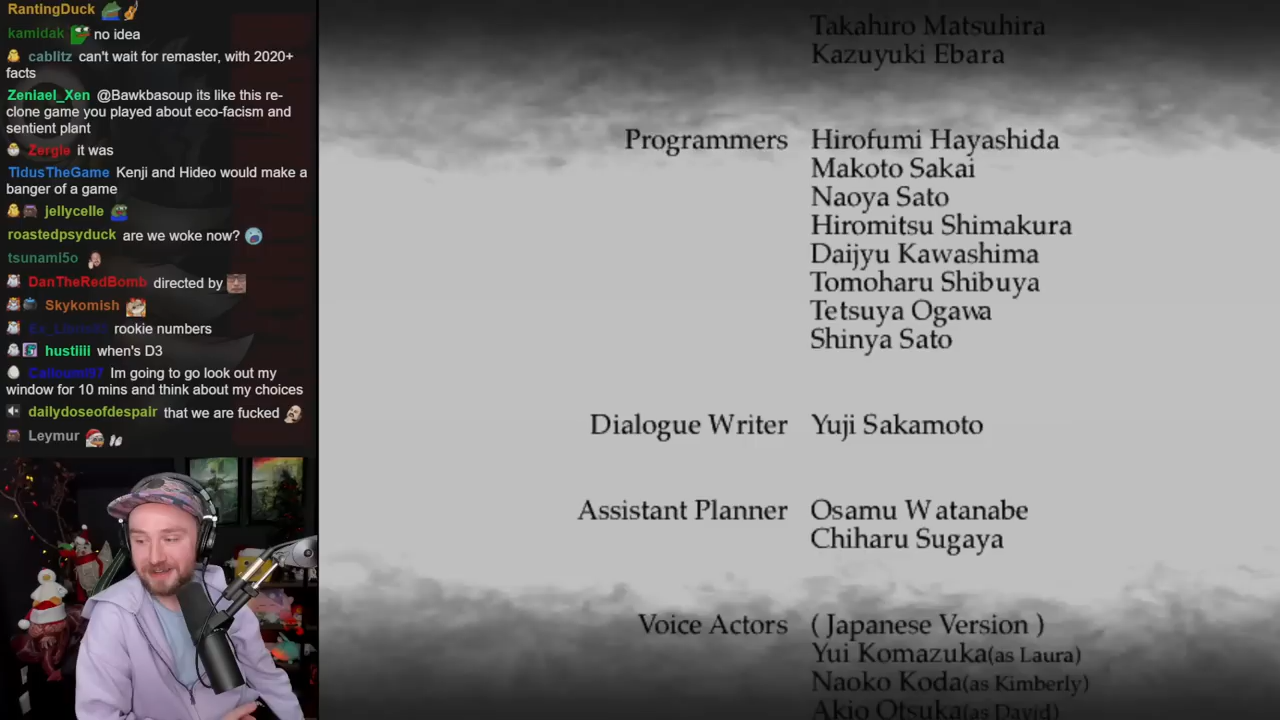 RantingDuck
kamidak no idea
cablitz can't wait for remaster, with 2020+
facts
Zenlael_Xen @Bawkbasoup its like this re-
clone game you played about eco-facism and
sentient plant
Zergie it was
TidusTheGame Kenji and Hideo would make a
banger of a game
jellycelle
roastedpsyduck are we woke now?
tsunami5o
DanTheRedBomb directed by
Skykomish
rookie numbers
hustiiii when's D3
Im going to go look out my
window for 10 mins and think about my choices
dailydoseofdespair that we are fucked
Leymur
Takahiro Matsuhira
Kazuyuki Ebara
Programmers Hirofumi Hayashida
Makoto Sakai
Naoya Sato
Hiromitsu Shimakura
Daijyu Kawashima
Tomoharu Shibuya
Tetsuya Ogawa
Shinya Sato
Dialogue Writer Yuji Sakamoto
Assistant Planner Osamu Watanabe
Chiharu Sugaya
Voice Actors ( Japanese Version )
Yui Komazuka(as Laura)
Naoko Koda(as Kimberly)
Akio Otsuka(as David)